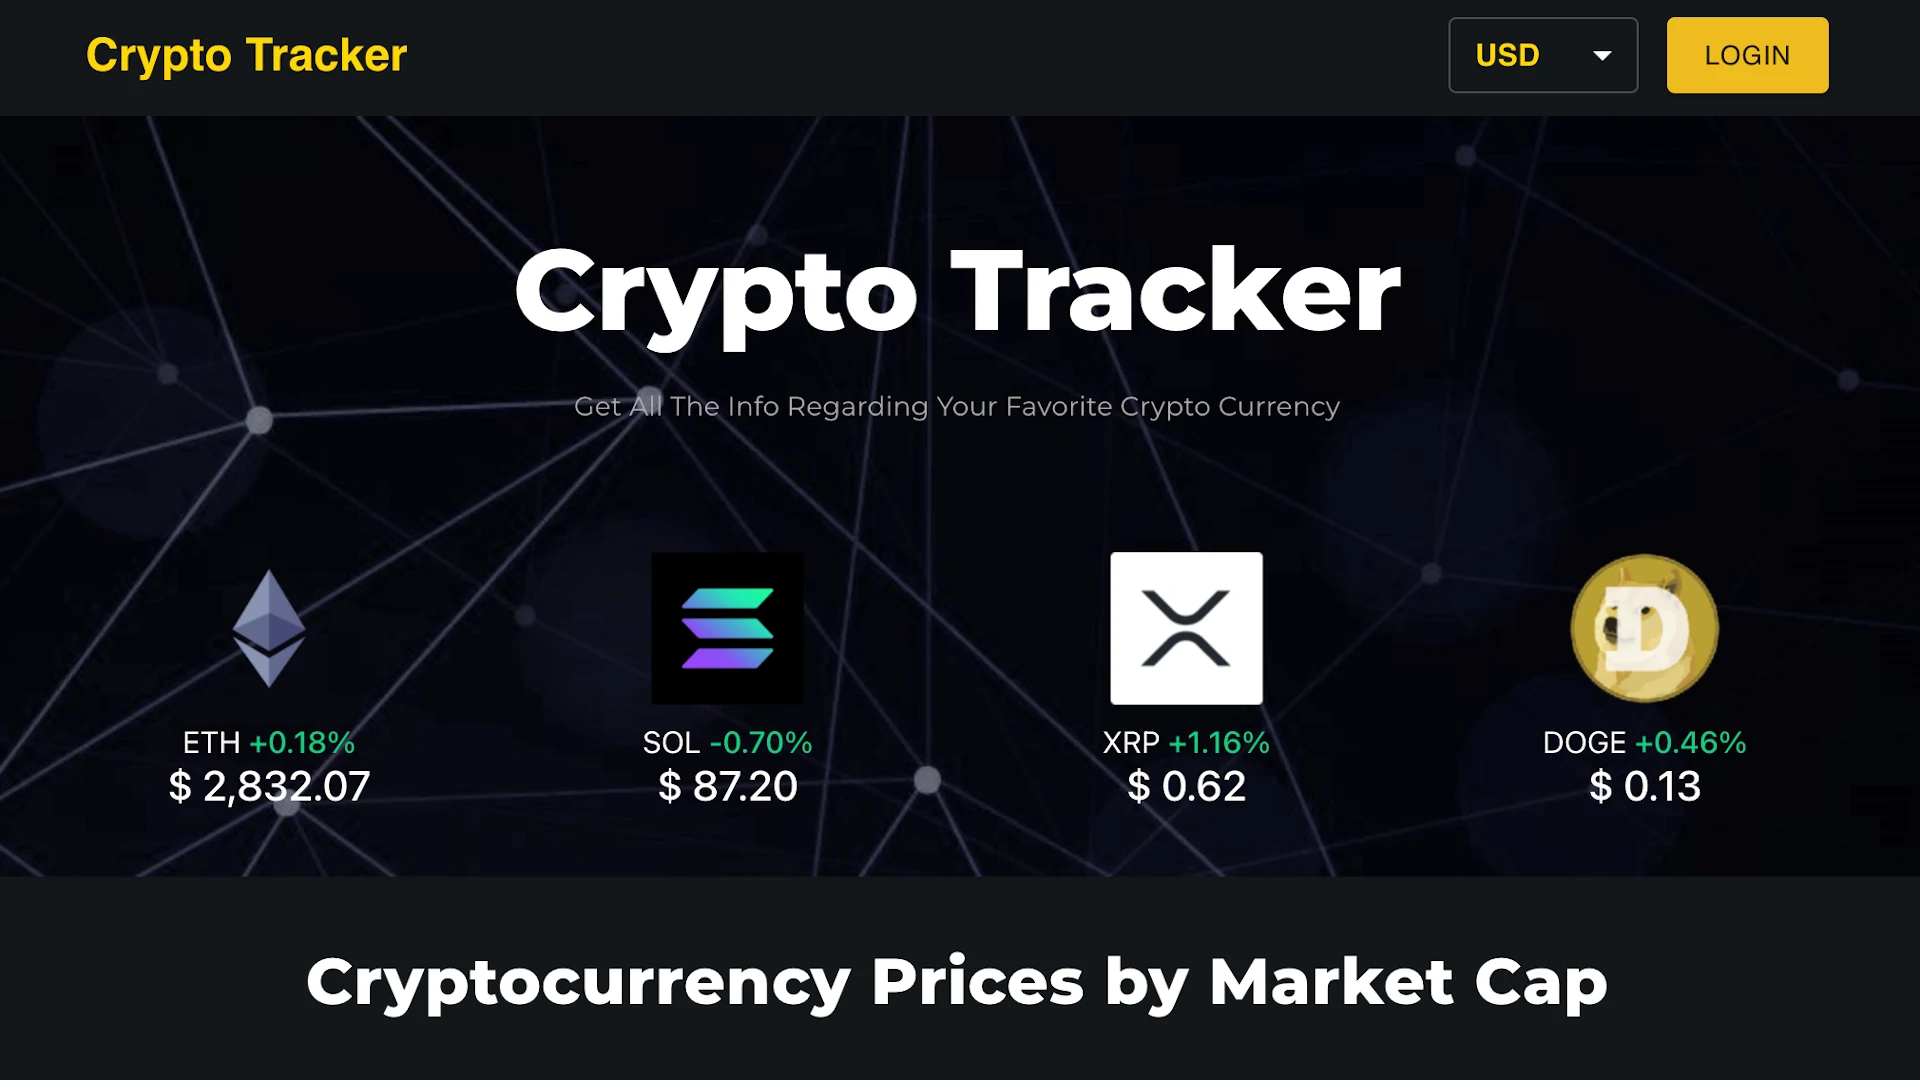 Crypto Tracker
USD
LOGIN
Crypto Tracker
Get All The Info Regarding Your Favorite Crypto Currency
ETH +0.18%
$ 2,832.07
SOL -0.70%
$ 87.20
XRP +1.16%
$ 0.62
DOGE +0.46%
$ 0.13
Cryptocurrency Prices by Market Cap